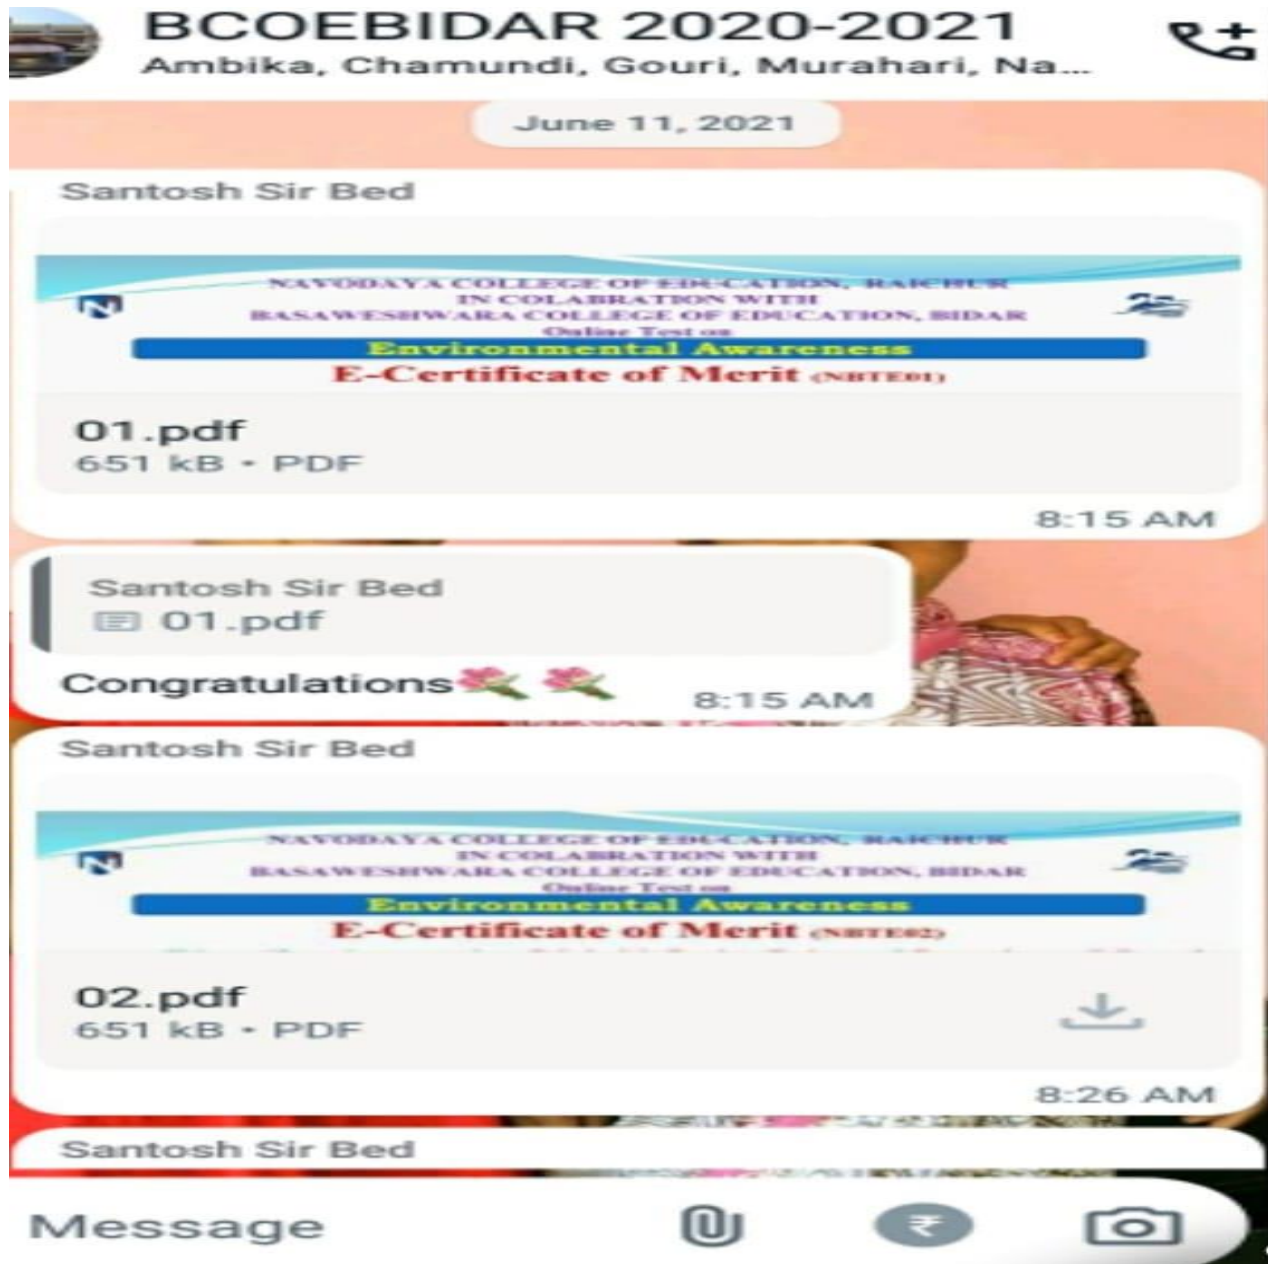 BCOEBIDAR 2020-2021
Ambika, Chamundi, Gouri, Murahari, Na...
June 11, 2021
Santosh Sir Bed
NAVODAYA COLLEGE OF EDUCATION, RAICHUR
IN COLABRATION WITH
BASAWESHWARA COLLEGE OF EDUCATION, BIDAR
Online Test on
Environmental Awareness
E-Certificate of Merit (NBTE01)
01.pdf
651 kB • PDF
8:15 AM
Santosh Sir Bed
01.pdf
Congratulations💐 💐
8:15 AM
Santosh Sir Bed
NAVODAYA COLLEGE OF EDUCATION, RAICHUR
IN COLABRATION WITH
BASAWESHWARA COLLEGE OF EDUCATION, BIDAR
Online Test on
Environmental Awareness
E-Certificate of Merit (NBTE02)
02.pdf
651 kB • PDF
8:26 AM
Santosh Sir Bed
Message